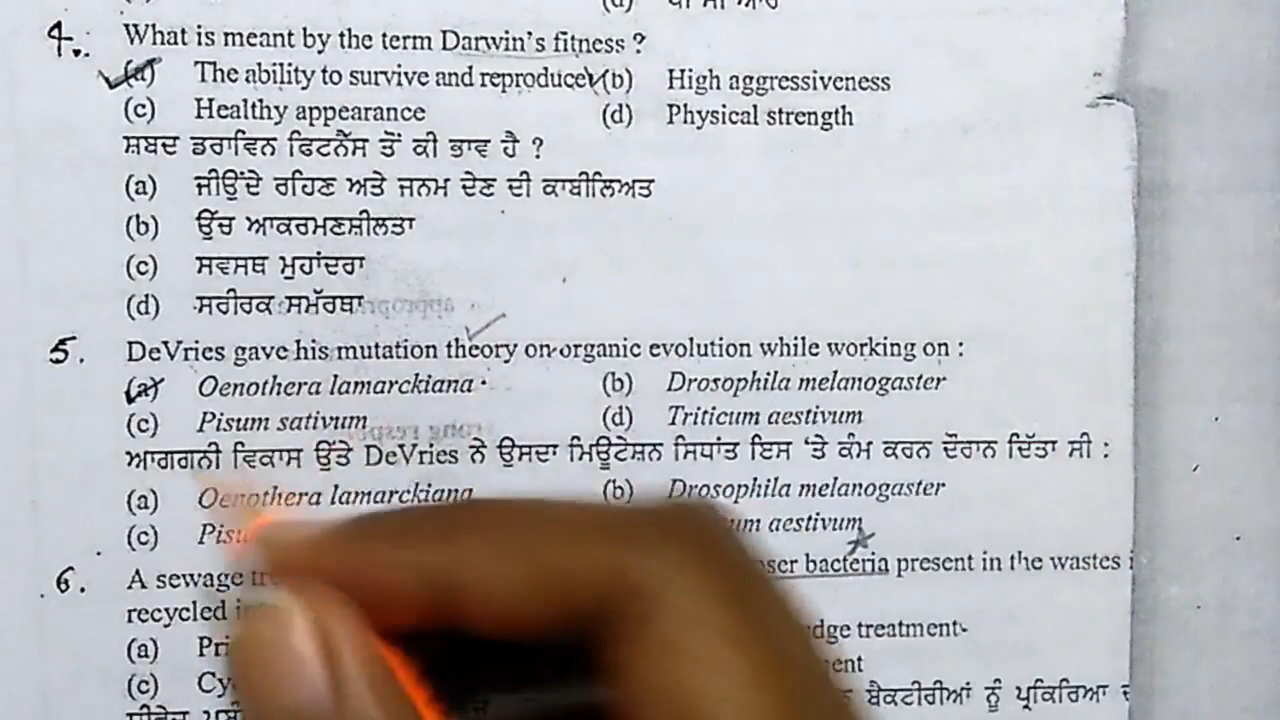 4. What is meant by the term Darwin's fitness ?
(a) The ability to survive and reproduce (b) High aggressiveness
(c) Healthy appearance (d) Physical strength
ਸ਼ਬਦ ਡਰਾਵਿਨ ਫਿਟਨੈੱਸ ਤੋਂ ਕੀ ਭਾਵ ਹੈ ?
(a) ਜੀਉਂਦੇ ਰਹਿਣ ਅਤੇ ਜਨਮ ਦੇਣ ਦੀ ਕਾਬੀਲਿਅਤ
(b) ਉੱਚ ਆਕਰਮਣਸ਼ੀਲਤਾ
(c) ਸਵਸਥ ਮੁਹਾਂਦਰਾ
(d) ਸਰੀਰਕ ਸਮੱਰਥਾ
5. DeVries gave his mutation theory on organic evolution while working on :
(a) Oenothera lamarckiana (b) Drosophila melanogaster
(c) Pisum sativum (d) Triticum aestivum
ਆਗਗਨੀ ਵਿਕਾਸ ਉੱਤੇ DeVries ਨੇ ਉਸਦਾ ਮਿਊਟੇਸ਼ਨ ਸਿਧਾਂਤ ਇਸ 'ਤੇ ਕੰਮ ਕਰਨ ਦੌਰਾਨ ਦਿੱਤਾ ਸੀ :
(a) Oenothera lamarckiana (b) Drosophila melanogaster
(c) aestivum
6. A sewage bacteria present in the wastes
recycled
(a) treatment
(c)
ਬੈਕਟੀਰੀਆਂ ਨੂੰ ਪ੍ਰਕਿਰਿਆ